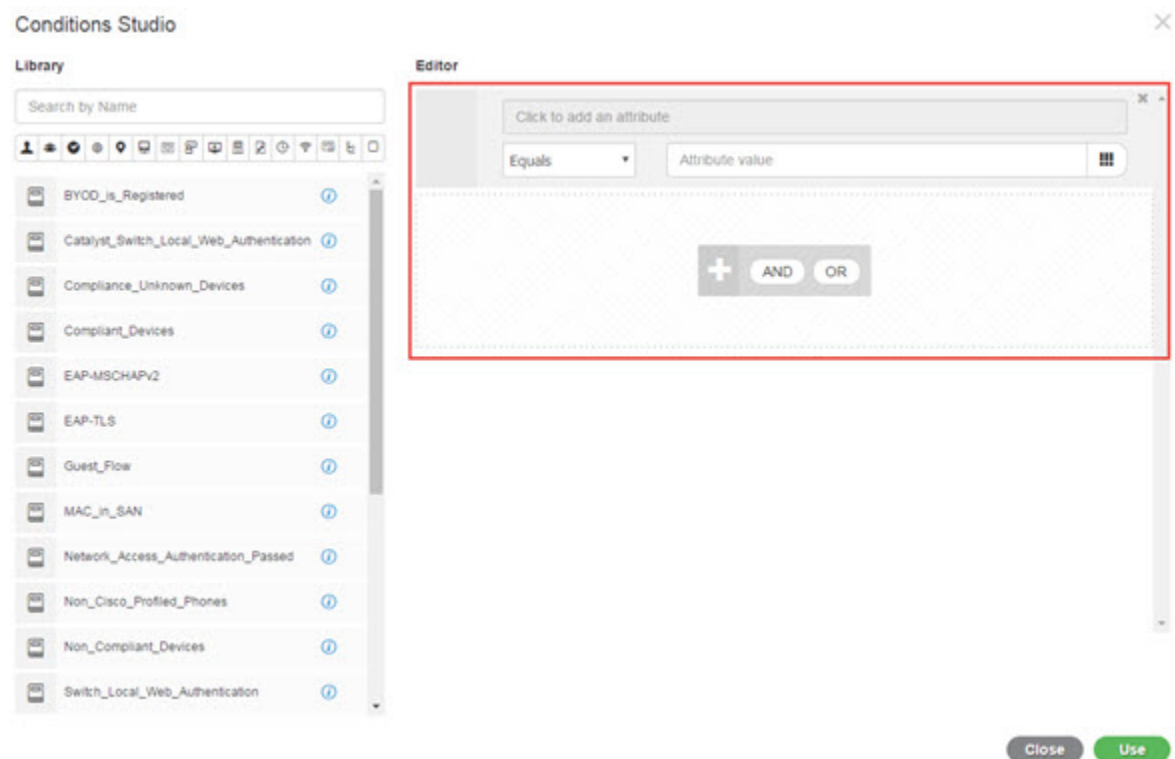 Conditions Studio
Library
Editor
Search by Name
Click to add an attribute
Equals
Attribute value
AND
OR
BYOD_is_Registered
Catalyst_Switch_Local_Web_Authentication
Compliance_Unknown_Devices
Compliant_Devices
EAP-MSCHAPv2
EAP-TLS
Guest_Flow
MAC_in_SAN
Network_Access_Authentication_Passed
Non_Cisco_Profiled_Phones
Non_Compliant_Devices
Switch_Local_Web_Authentication
Close
Use